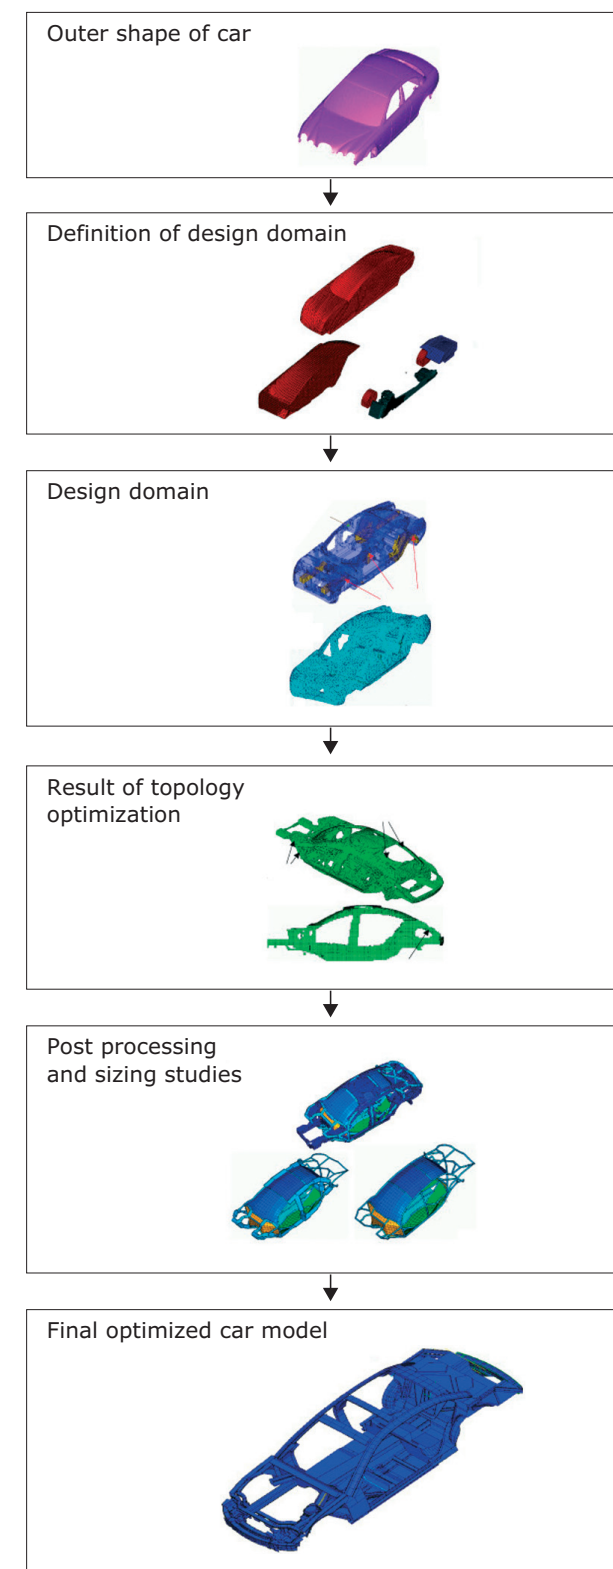 Outer shape of car
Definition of design domain
Design domain
Result of topology
optimization
Post processing
and sizing studies
Final optimized car model